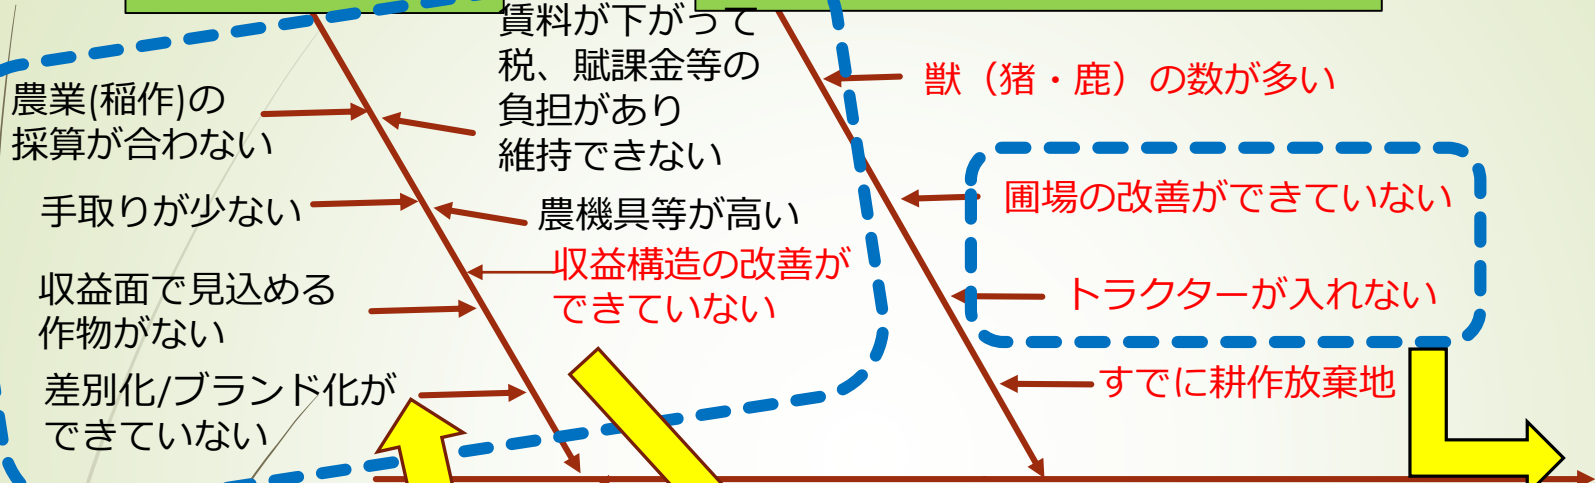 賃料が下がって
税、賦課金等の
負担があり
維持できない
農業(稲作)の
採算が合わない
手取りが少ない
農機具等が高い
収益構造の改善が
できていない
収益面で見込める
作物がない
差別化/ブランド化が
できていない
獣（猪・鹿）の数が多い
圃場の改善ができていない
トラクターが入れない
すでに耕作放棄地